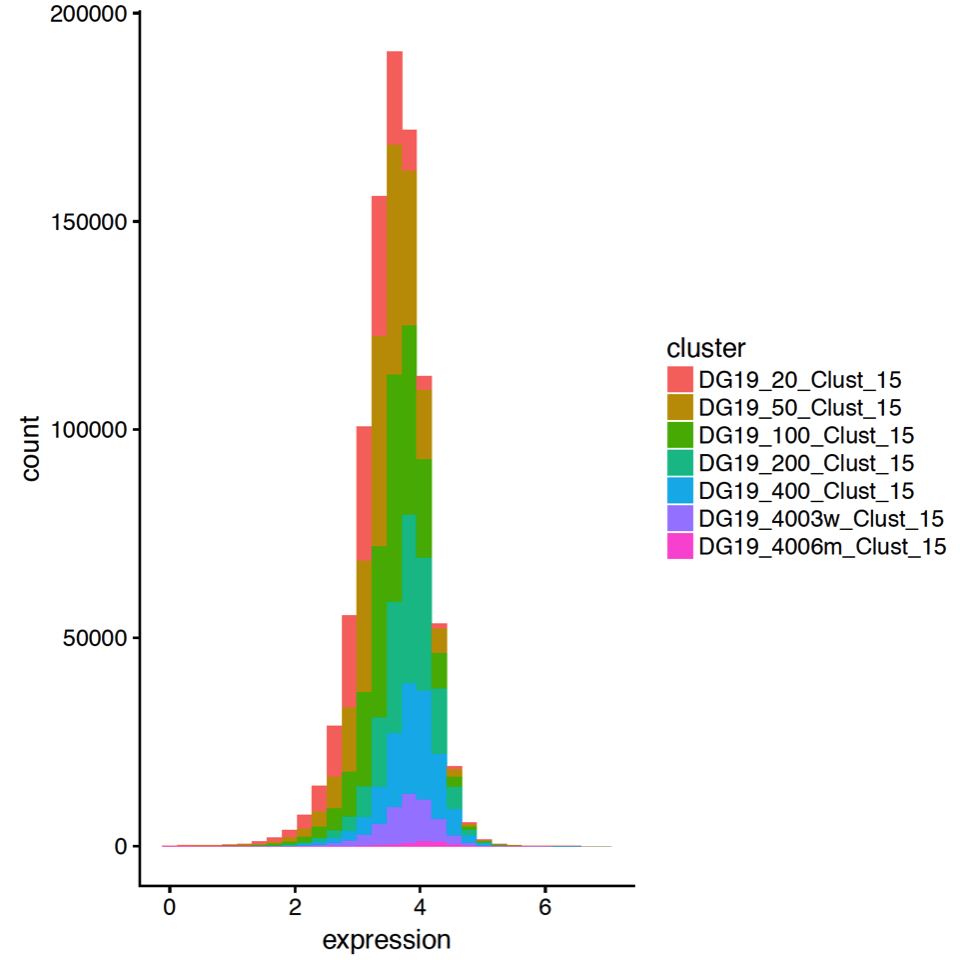 200000
150000
100000
50000
0
count
0 2 4 6
expression
cluster
DG19_20_Clust_15
DG19_50_Clust_15
DG19_100_Clust_15
DG19_200_Clust_15
DG19_400_Clust_15
DG19_4003w_Clust_15
DG19_4006m_Clust_15